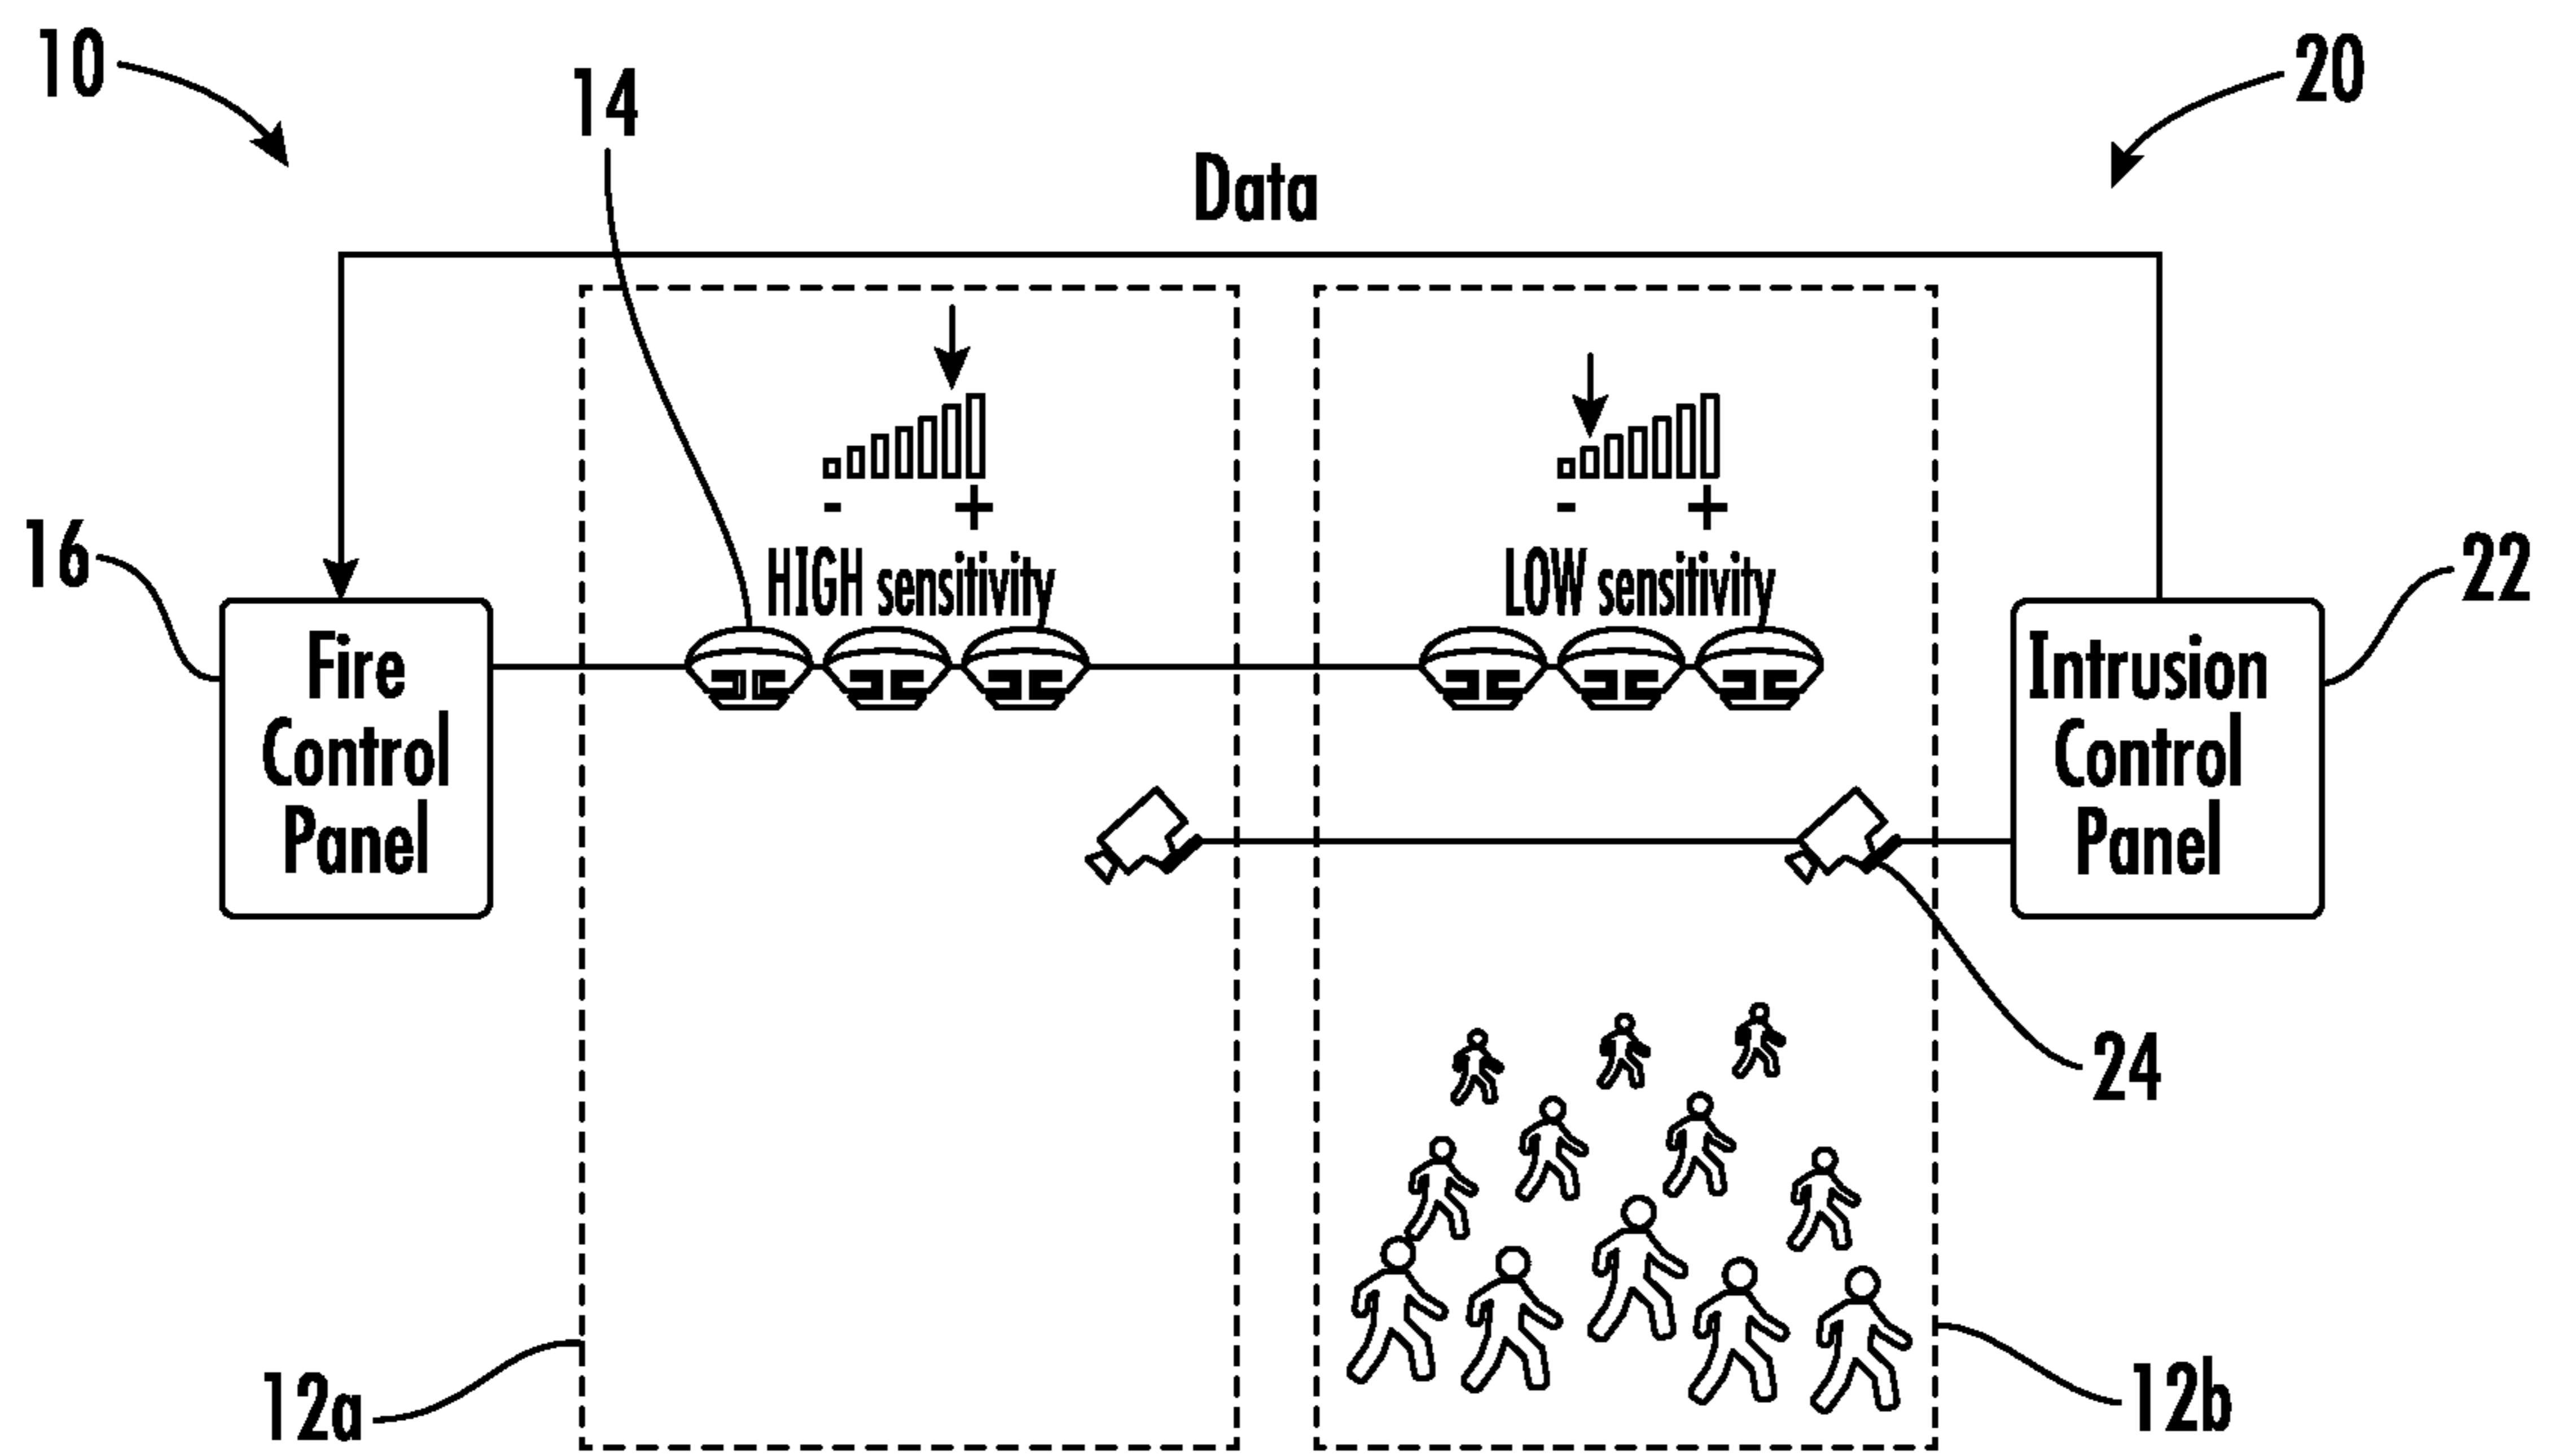 10
14
20
Data
- +
HIGH sensitivity
- +
LOW sensitivity
16
Fire
Control
Panel
22
Intrusion
Control
Panel
24
12a
12b